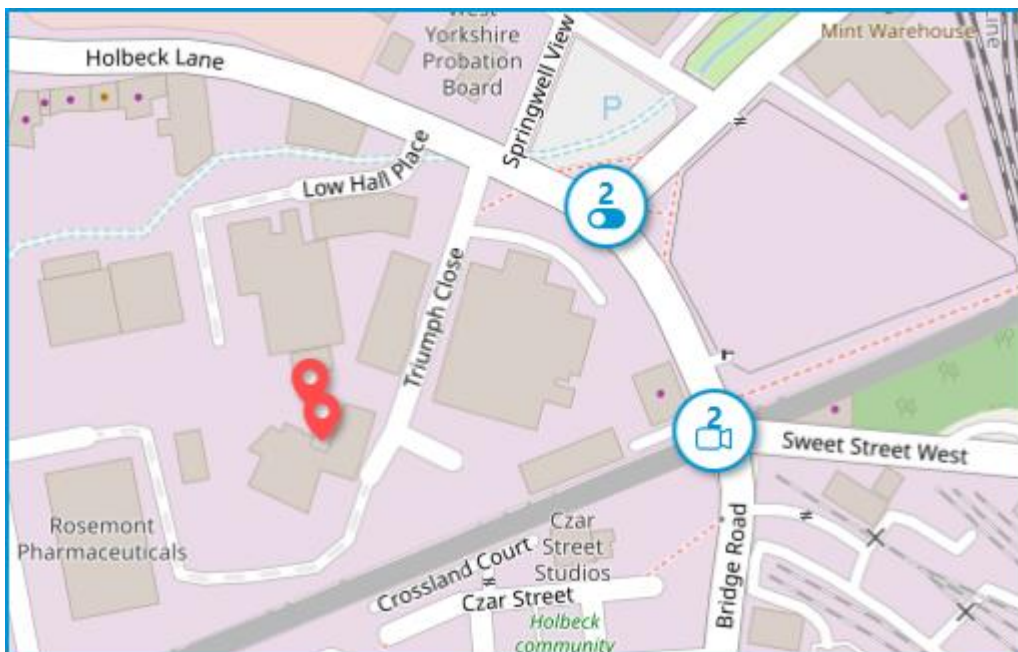 West
Yorkshire
Probation
Board
Holbeck Lane
Springwell View
Mint Warehouse
Line
P
Low Hall Place
2
Triumph Close
2
Sweet Street West
Rosemont
Pharmaceuticals
Crossland Court
Czar
Street
Studios
Czar Street
Bridge Road
Holbeck
community